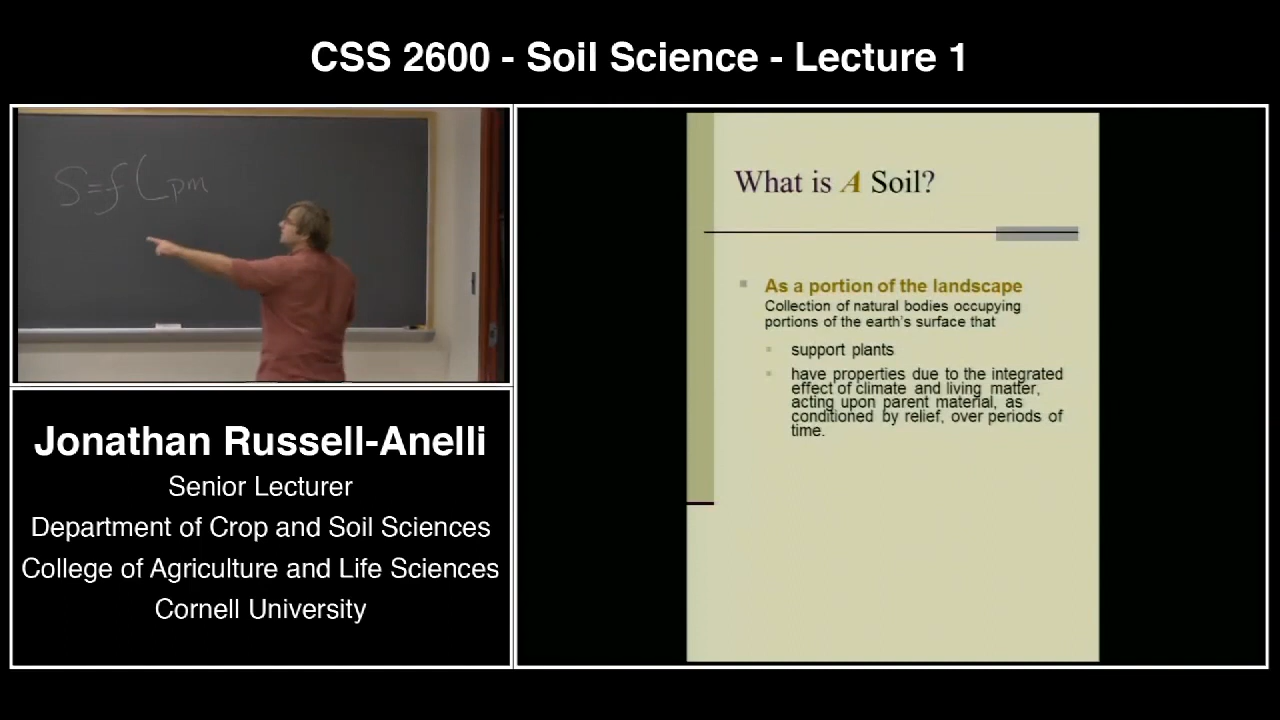 CSS 2600 - Soil Science - Lecture 1
S=f(pm
Jonathan Russell-Anelli
Senior Lecturer
Department of Crop and Soil Sciences
College of Agriculture and Life Sciences
Cornell University
What is A Soil?
As a portion of the landscape
Collection of natural bodies occupying
portions of the earth's surface that
support plants
have properties due to the integrated
effect of climate and living matter,
acting upon parent material, as
conditioned by relief, over periods of
time.